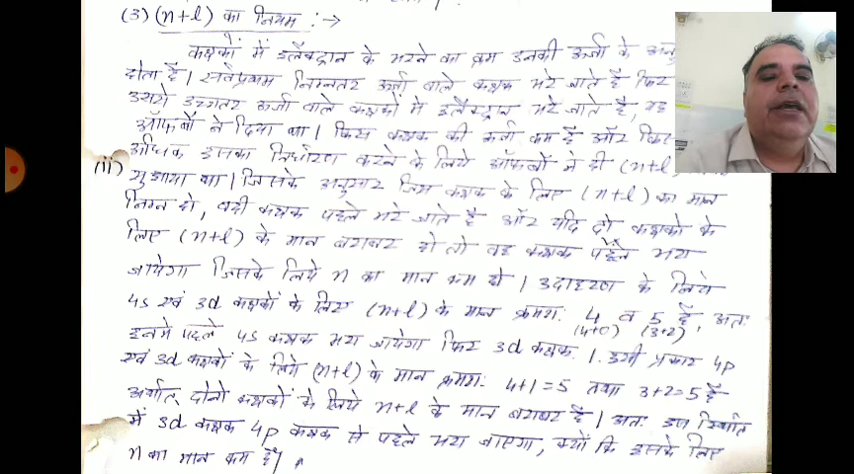 (3) (n+l) का नियम :→
कक्षकों में इलेक्ट्रान के भरने का क्रम उनकी ऊर्जा के
होता है। सर्वप्रथम निम्नतर ऊर्जा वाले कक्षक भरे जाते है फिर
उससे उच्चतर ऊर्जा वाले कक्षकों में इलैक्ट्रान भरे जाते है, यह
ऑफबौ ने दिया था। किस कक्षक की ऊर्जा कम है और किस
(ii) अधिक इसका निर्धारण करने के लिये ऑफबौ ने ही (n+l)
सुझाया था। जिसके अनुसार जिस कक्षक के लिए (n+l) का मान
निम्न हो, वही कक्षक पहले भरे जाते है और यदि दो कक्षकों के
लिए (n+l) के मान बराबर हो तो वह कक्षक पहले भरा
जायेगा जिसके लिये n का मान कम हो। उदाहरण के लिये
4s एवं 3d कक्षकों के लिए (n+l) के मान क्रमश: 4 व 5 हैं, अतः
(4+0) (3+2)
इनमे पहले 4s कक्षक भरा जायेगा फिर 3d कक्षक । इसी प्रकार 4p
एवं 3d कक्षकों के लिये (n+l) के मान क्रमश: 4+1=5 तथा 3+2=5 है
अर्थात् दोनो कक्षकों के लिये n+l के मान बराबर है। अतः इस स्थिति
में 3d कक्षक 4p कक्षक से पहले भरा जाएगा, क्यों कि इसके लिए
n का मान कम है।